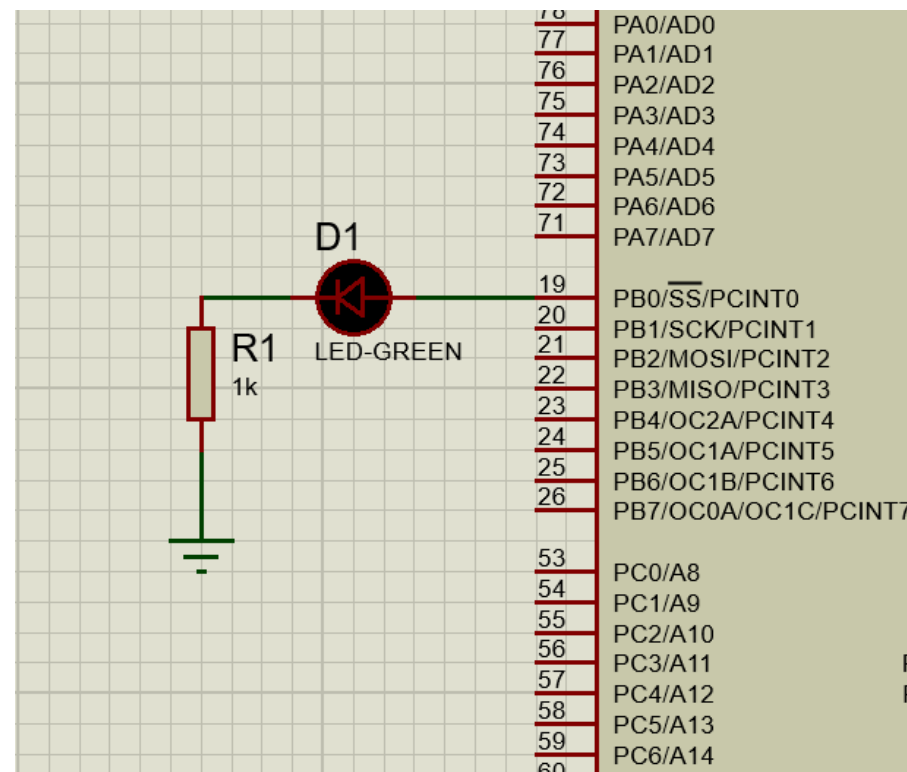 78 PA0/AD0
77 PA1/AD1
76 PA2/AD2
75 PA3/AD3
74 PA4/AD4
73 PA5/AD5
72 PA6/AD6
71 PA7/AD7
D1
LED-GREEN
R1
1k
19 PB0/SS/PCINT0
20 PB1/SCK/PCINT1
21 PB2/MOSI/PCINT2
22 PB3/MISO/PCINT3
23 PB4/OC2A/PCINT4
24 PB5/OC1A/PCINT5
25 PB6/OC1B/PCINT6
26 PB7/OC0A/OC1C/PCINT7
53 PC0/A8
54 PC1/A9
55 PC2/A10
56 PC3/A11
57 PC4/A12
58 PC5/A13
59 PC6/A14
60